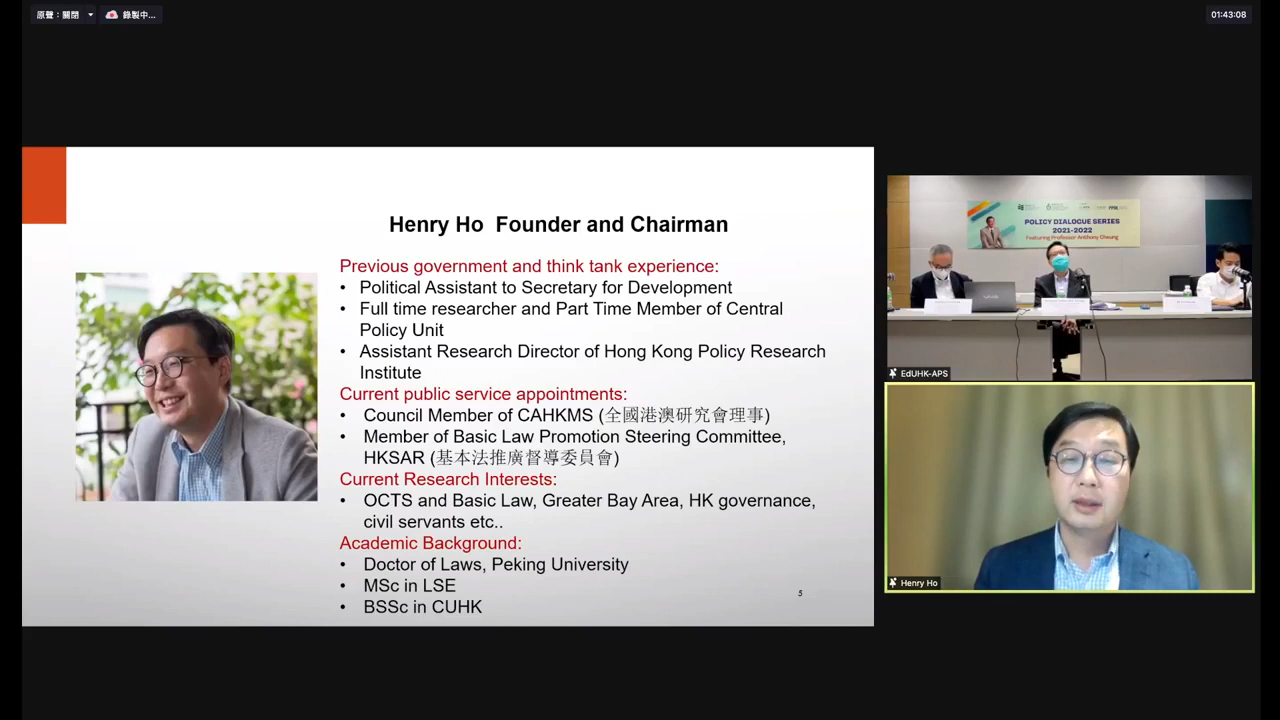 原聲：關閉
錄製中...
01:43:08
Henry Ho Founder and Chairman
Previous government and think tank experience:
• Political Assistant to Secretary for Development
• Full time researcher and Part Time Member of Central
Policy Unit
• Assistant Research Director of Hong Kong Policy Research
Institute
Current public service appointments:
• Council Member of CAHKMS (全國港澳研究會理事)
• Member of Basic Law Promotion Steering Committee,
HKSAR (基本法推廣督導委員會)
Current Research Interests:
• OCTS and Basic Law, Greater Bay Area, HK governance,
civil servants etc..
Academic Background:
• Doctor of Laws, Peking University
• MSc in LSE
• BSSc in CUHK
5
POLICY DIALOGUE SERIES
2021-2022
Featuring Professor Anthony Cheung
EdUHK-APS
Henry Ho